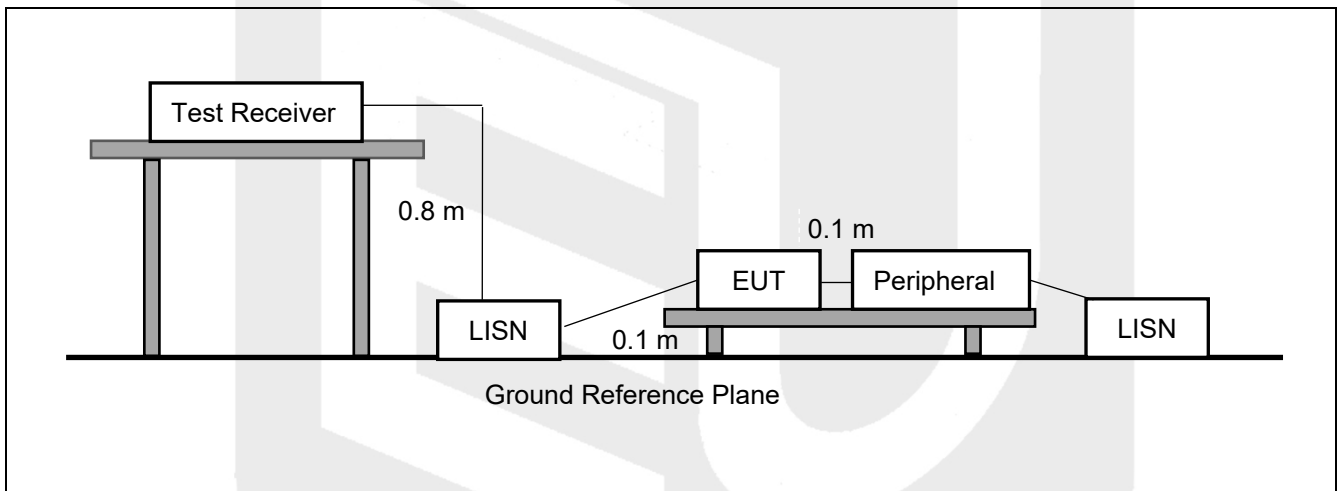 Test Receiver
0.8 m
0.1 m
EUT
Peripheral
LISN
0.1 m
LISN
Ground Reference Plane